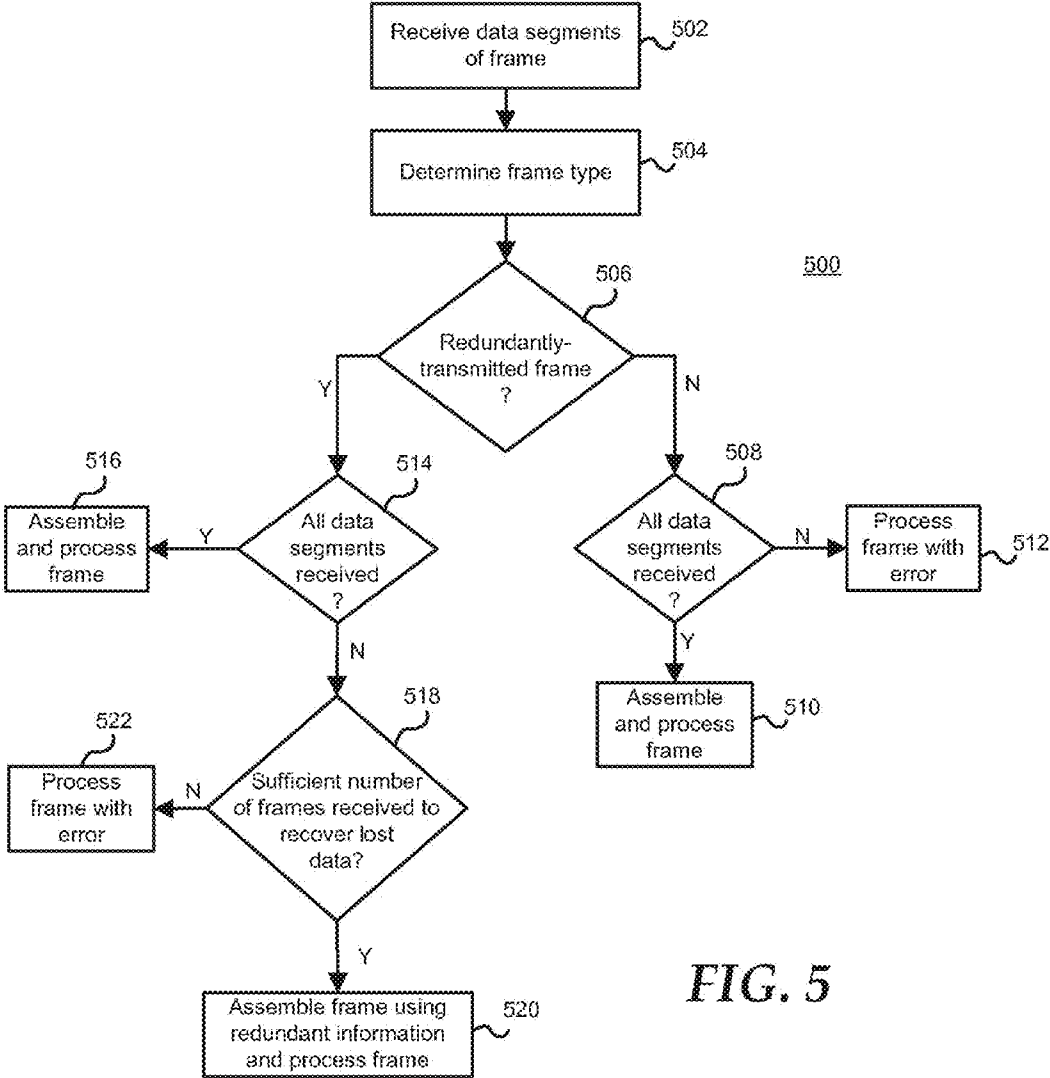 Receive data segments
of frame
502
Determine frame type
504
500
506
Redundantly-
transmitted frame
?
Y
N
516
514
508
Assemble
and process
frame
Y
All data
segments
received
?
All data
segments
received
?
N
Process
frame with
error
512
N
Y
522
518
Assemble
and process
frame
510
Process
frame with
error
N
Sufficient number
of frames received to
recover lost
data?
Y
Assemble frame using
redundant information
and process frame
520
FIG. 5